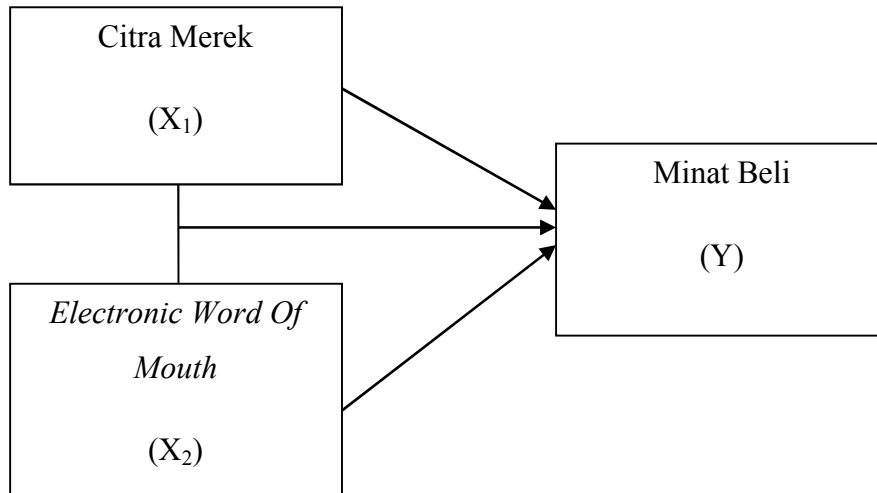 Citra Merek
(X₁)
Minat Beli
(Y)
Electronic Word Of
Mouth
(X₂)